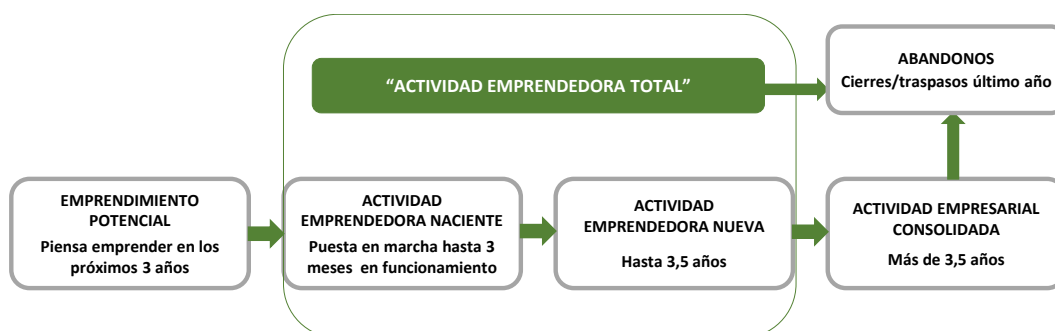 “ACTIVIDAD EMPRENDEDORA TOTAL”
ABANDONOS
Cierres/traspasos último año
EMPRENDIMIENTO
POTENCIAL
Piensa emprender en los
próximos 3 años
ACTIVIDAD
EMPRENDEDORA NACIENTE
Puesta en marcha hasta 3
meses en funcionamiento
ACTIVIDAD
EMPRENDEDORA NUEVA
Hasta 3,5 años
ACTIVIDAD EMPRESARIAL
CONSOLIDADA
Más de 3,5 años